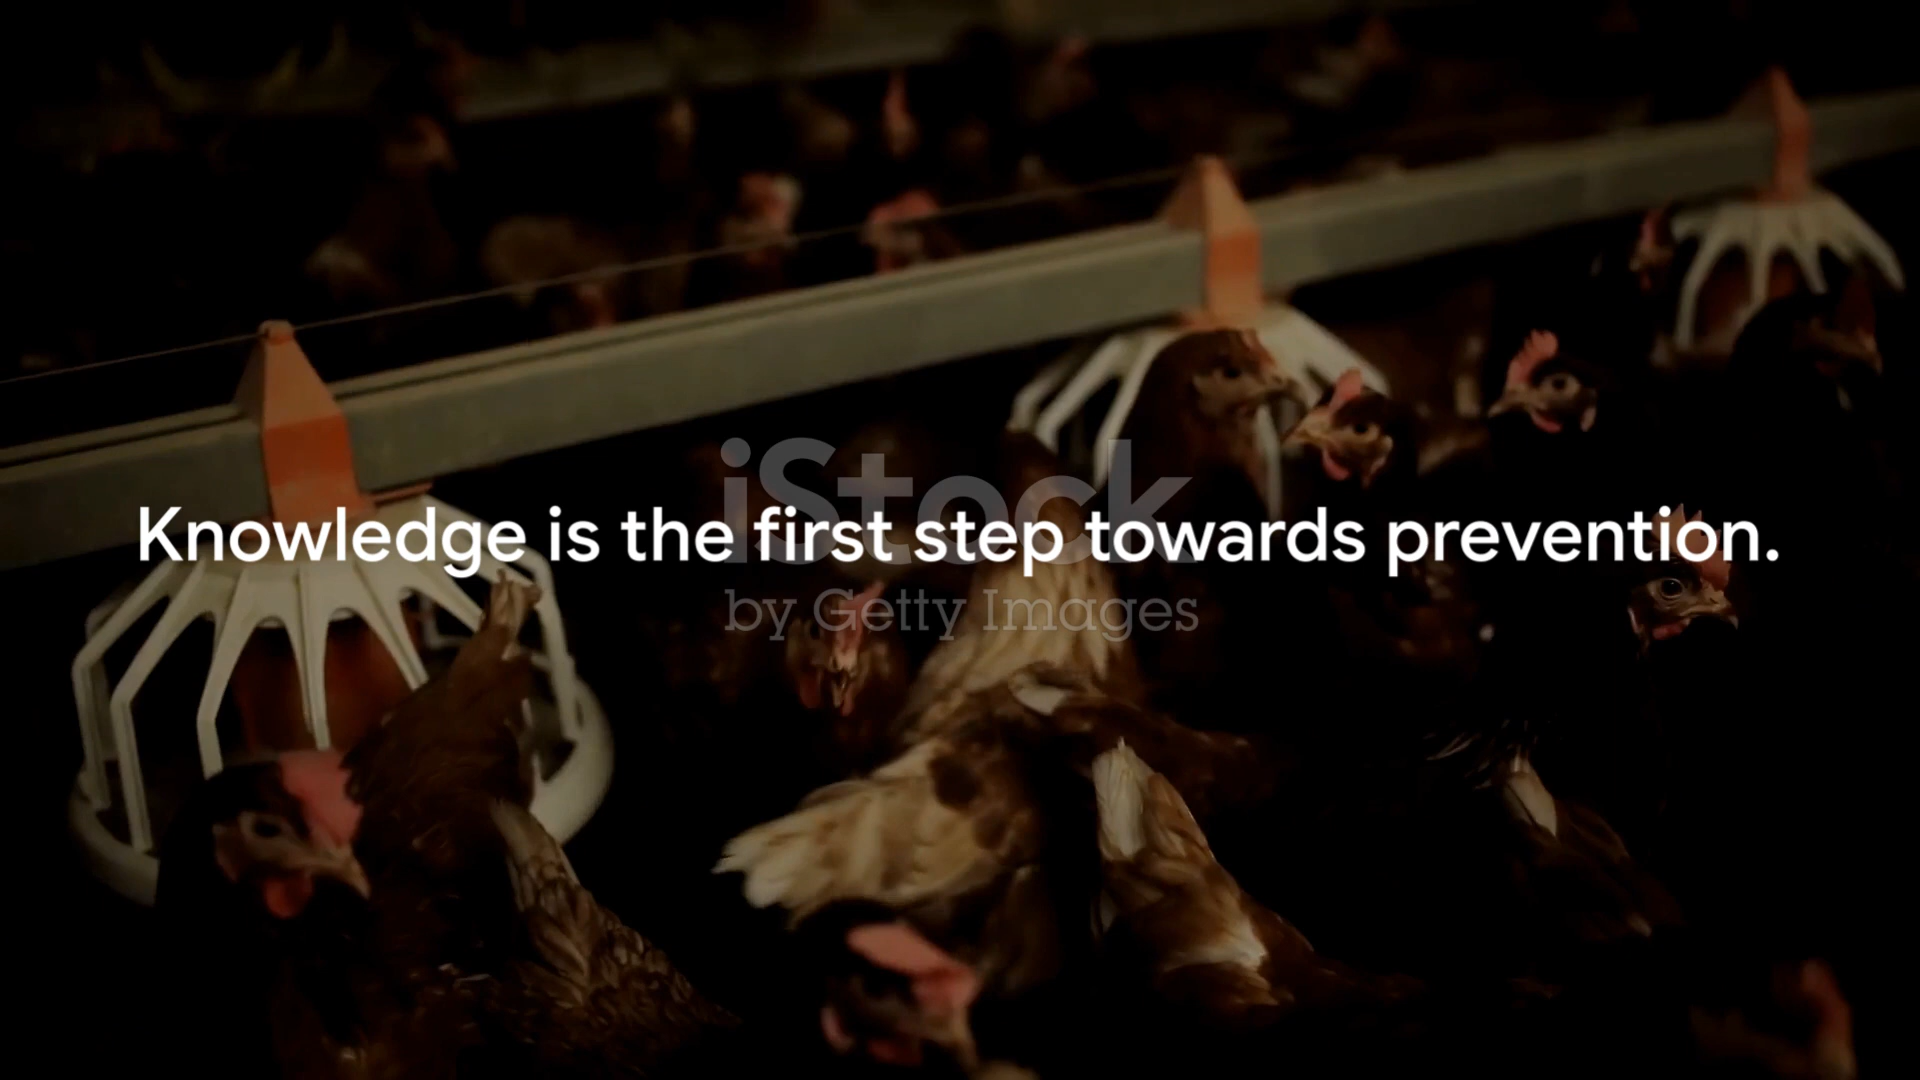 iStock
Knowledge is the first step towards prevention.
by Getty Images